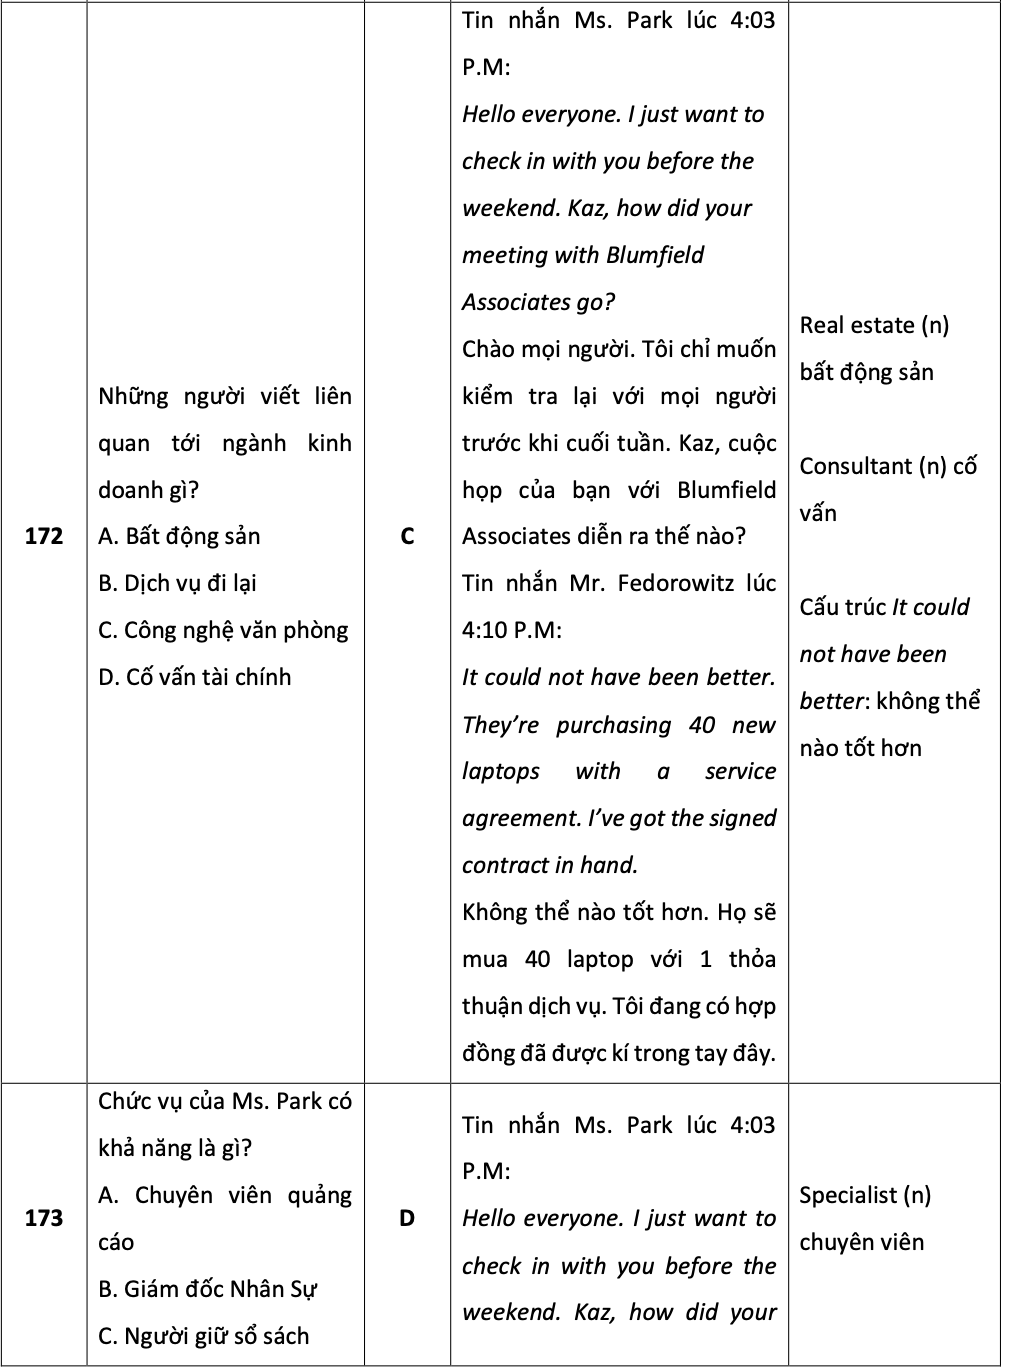 172
Những người viết liên
quan tới ngành kinh
doanh gì?
A. Bất động sản
B. Dịch vụ đi lại
C. Công nghệ văn phòng
D. Cố vấn tài chính
C
Tin nhắn Ms. Park lúc 4:03
P.M:
Hello everyone. I just want to
check in with you before the
weekend. Kaz, how did your
meeting with Blumfield
Associates go?
Chào mọi người. Tôi chỉ muốn
kiểm tra lại với mọi người
trước khi cuối tuần. Kaz, cuộc
họp của bạn với Blumfield
Associates diễn ra thế nào?
Tin nhắn Mr. Fedorowitz lúc
4:10 P.M:
It could not have been better.
They’re purchasing 40 new
laptops with a service
agreement. I’ve got the signed
contract in hand.
Không thể nào tốt hơn. Họ sẽ
mua 40 laptop với 1 thỏa
thuận dịch vụ. Tôi đang có hợp
đồng đã được kí trong tay đây.
Real estate (n)
bất động sản
Consultant (n) cố
vấn
Cấu trúc It could
not have been
better: không thể
nào tốt hơn
173
Chức vụ của Ms. Park có
khả năng là gì?
A. Chuyên viên quảng
cáo
B. Giám đốc Nhân Sự
C. Người giữ sổ sách
D
Tin nhắn Ms. Park lúc 4:03
P.M:
Hello everyone. I just want to
check in with you before the
weekend. Kaz, how did your
Specialist (n)
chuyên viên